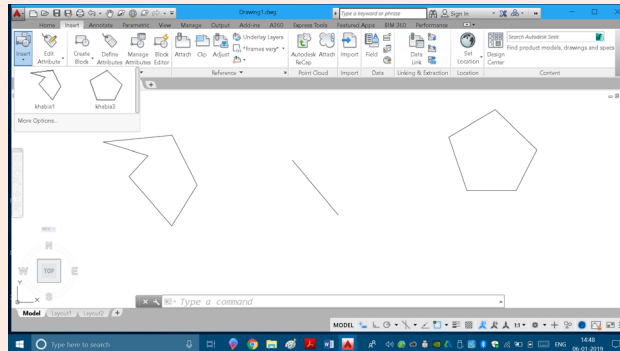 Drawing1.dwg
Type a keyword or phrase
Sign In
Home Insert Annotate Parametric View Manage Output Add-ins A360 Express Tools Featured Apps BIM 360 Performance
Insert
Edit Attribute
Create Block
Define Attributes
Manage Attributes
Block Editor
Attach Clip Adjust
Underlay Layers
*Frames vary*
Autodesk ReCap
Attach
Import
Field
Data Link
Set Location
Design Center
Search Autodesk Seek
Find product models, drawings and specs
Reference Point Cloud Import Data Linking & Extraction Location Content
khsbix1
khsbix2
More Options...
N
W TOP E
S
Y
X
Type a command
Model Layout1 Layout2 +
MODEL
1:1
Type here to search
ENG
14:48
06-01-2019